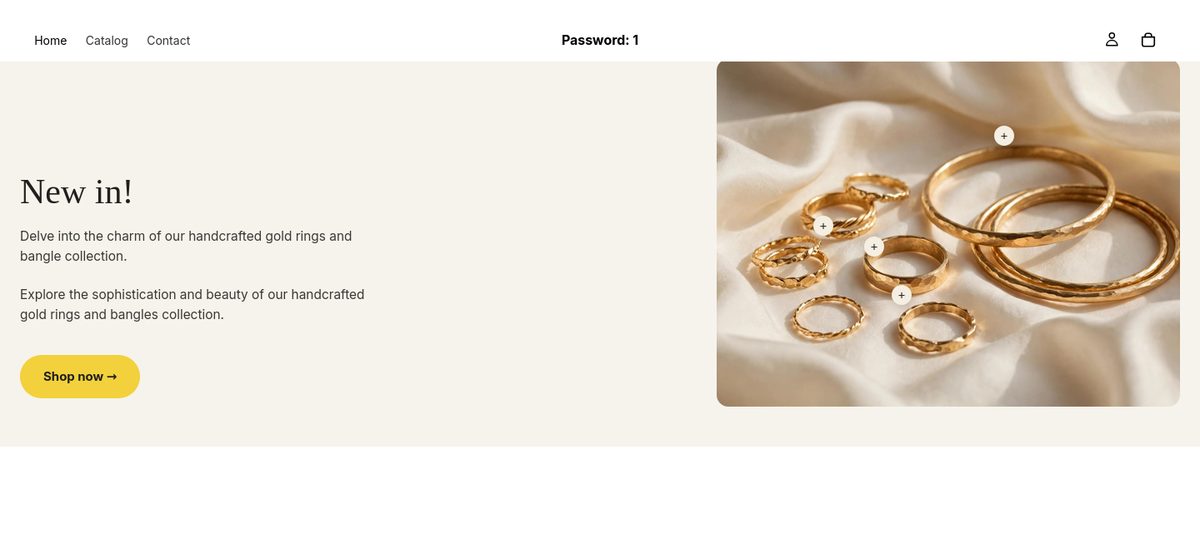 Home Catalog Contact Password: 1
New in!
Delve into the charm of our handcrafted gold rings and
bangle collection.
Explore the sophistication and beauty of our handcrafted
gold rings and bangles collection.
Shop now →